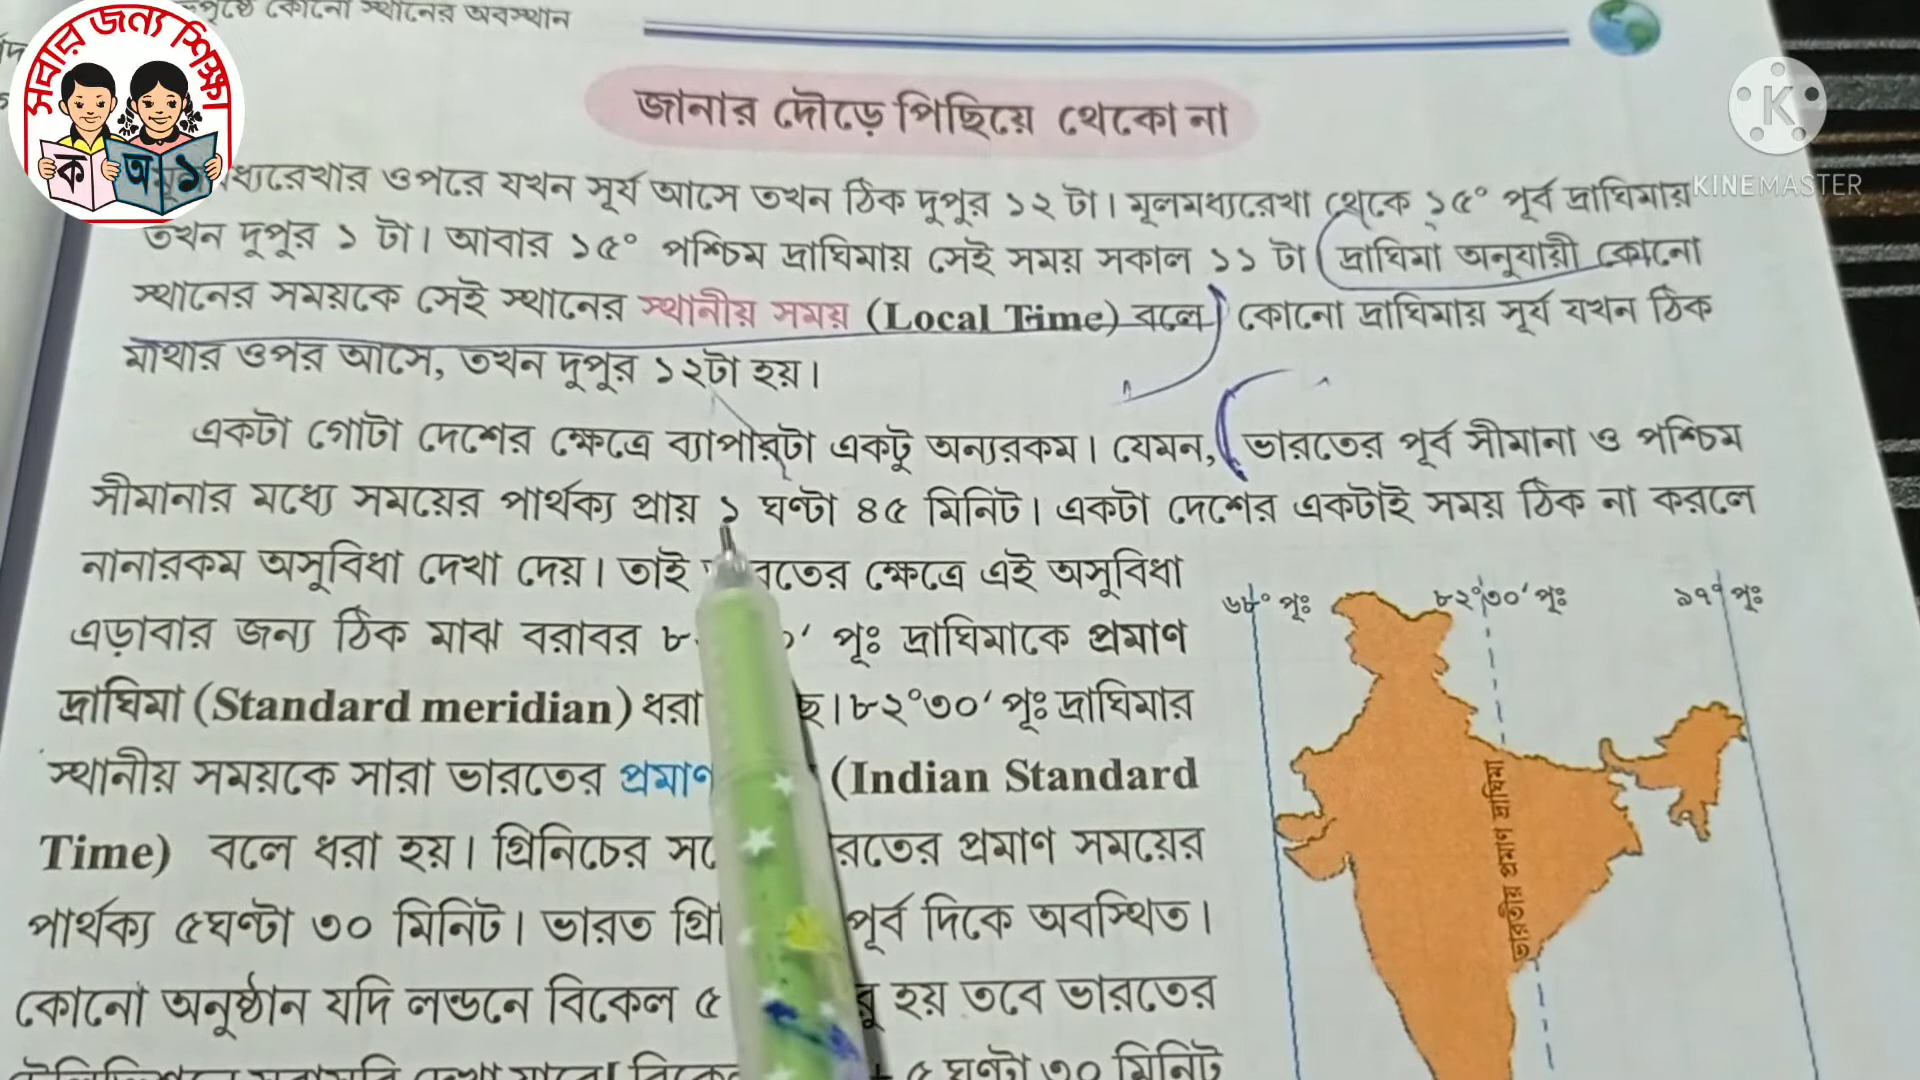 পৃষ্ঠে কোনো স্থানের অবস্থান
সবার জন্য শিক্ষা
ক অ ১
K
KINEMASTER
জানার দৌড়ে পিছিয়ে থেকো না
মধ্যরেখার ওপরে যখন সূর্য আসে তখন ঠিক দুপুর ১২ টা। মূলমধ্যরেখা থেকে ১৫° পূর্ব দ্রাঘিমায়
তখন দুপুর ১ টা। আবার ১৫° পশ্চিম দ্রাঘিমায় সেই সময় সকাল ১১ টা দ্রাঘিমা অনুযায়ী কোনো
স্থানের সময়কে সেই স্থানের স্থানীয় সময় (Local Time) বলে কোনো দ্রাঘিমায় সূর্য যখন ঠিক
মাথার ওপর আসে, তখন দুপুর ১২টা হয়।
একটা গোটা দেশের ক্ষেত্রে ব্যাপারটা একটু অন্যরকম। যেমন, ভারতের পূর্ব সীমানা ও পশ্চিম
সীমানার মধ্যে সময়ের পার্থক্য প্রায় ১ ঘণ্টা ৪৫ মিনিট। একটা দেশের একটাই সময় ঠিক না করলে
নানারকম অসুবিধা দেখা দেয়। তাই ক্ষেত্রে এই অসুবিধা
এড়াবার জন্য ঠিক মাঝ বরাবর পূঃ দ্রাঘিমাকে প্রমাণ
দ্রাঘিমা (Standard meridian) ধরা ৮২°৩০′ পূঃ দ্রাঘিমার
স্থানীয় সময়কে সারা ভারতের প্রমাণ (Indian Standard
Time) বলে ধরা হয়। গ্রিনিচের প্রমাণ সময়ের
পার্থক্য ৫ঘণ্টা ৩০ মিনিট। ভারত পূর্ব দিকে অবস্থিত।
কোনো অনুষ্ঠান যদি লন্ডনে বিকেল ৫ হয় তবে ভারতের
৫ ঘণ্টা ৩০ মিনিট
৬৮° পূঃ ৮২°৩০′ পূঃ ৯৭° পূঃ
ভারতীয় প্রমাণ দ্রাঘিমা